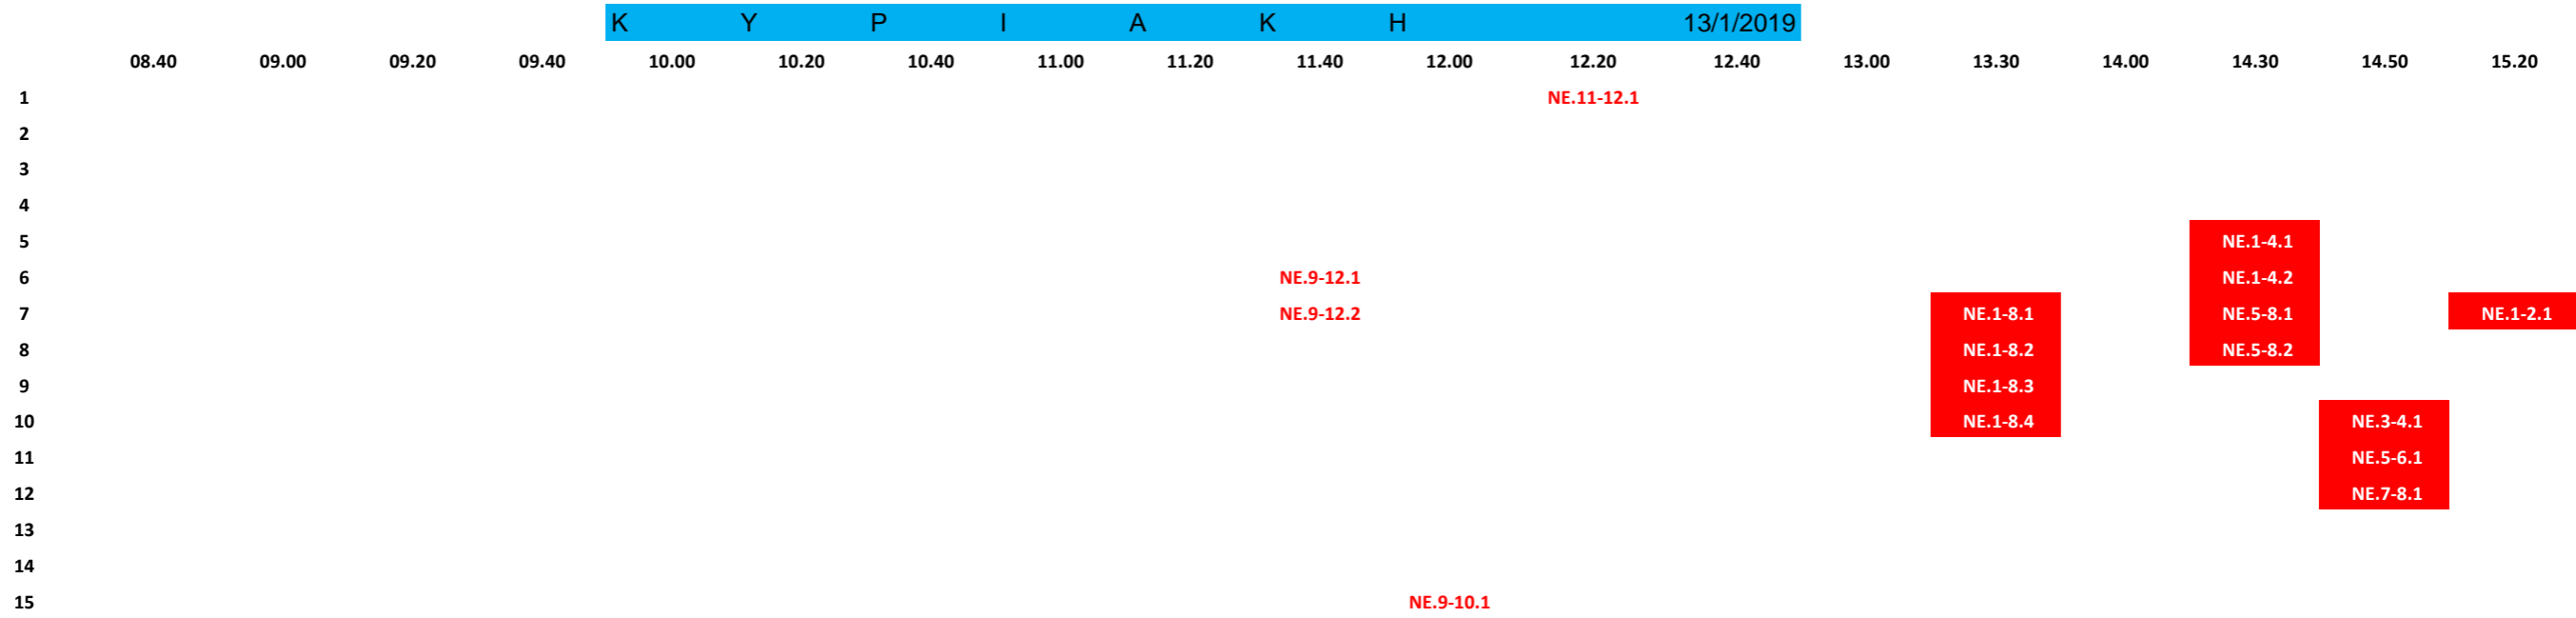 Κ Υ Ρ Ι Α Κ Η 13/1/2019
08.40 09.00 09.20 09.40 10.00 10.20 10.40 11.00 11.20 11.40 12.00 12.20 12.40 13.00 13.30 14.00 14.30 14.50 15.20
1 NE.11-12.1
2
3
4
5 NE.1-4.1
6 NE.9-12.1 NE.1-4.2
7 NE.9-12.2 NE.1-8.1 NE.5-8.1 NE.1-2.1
8 NE.1-8.2 NE.5-8.2
9 NE.1-8.3
10 NE.1-8.4 NE.3-4.1
11 NE.5-6.1
12 NE.7-8.1
13
14
15 NE.9-10.1